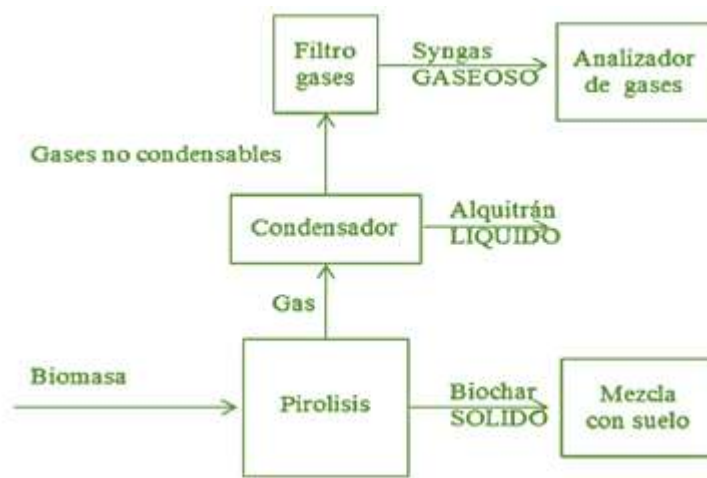 Filtro
gases
Syngas
GASEOSO
Analizador
de gases
Gases no condensables
Condensador
Alquitrán
LIQUIDO
Gas
Biomasa
Pirolisis
Biochar
SOLIDO
Mezcla
con suelo